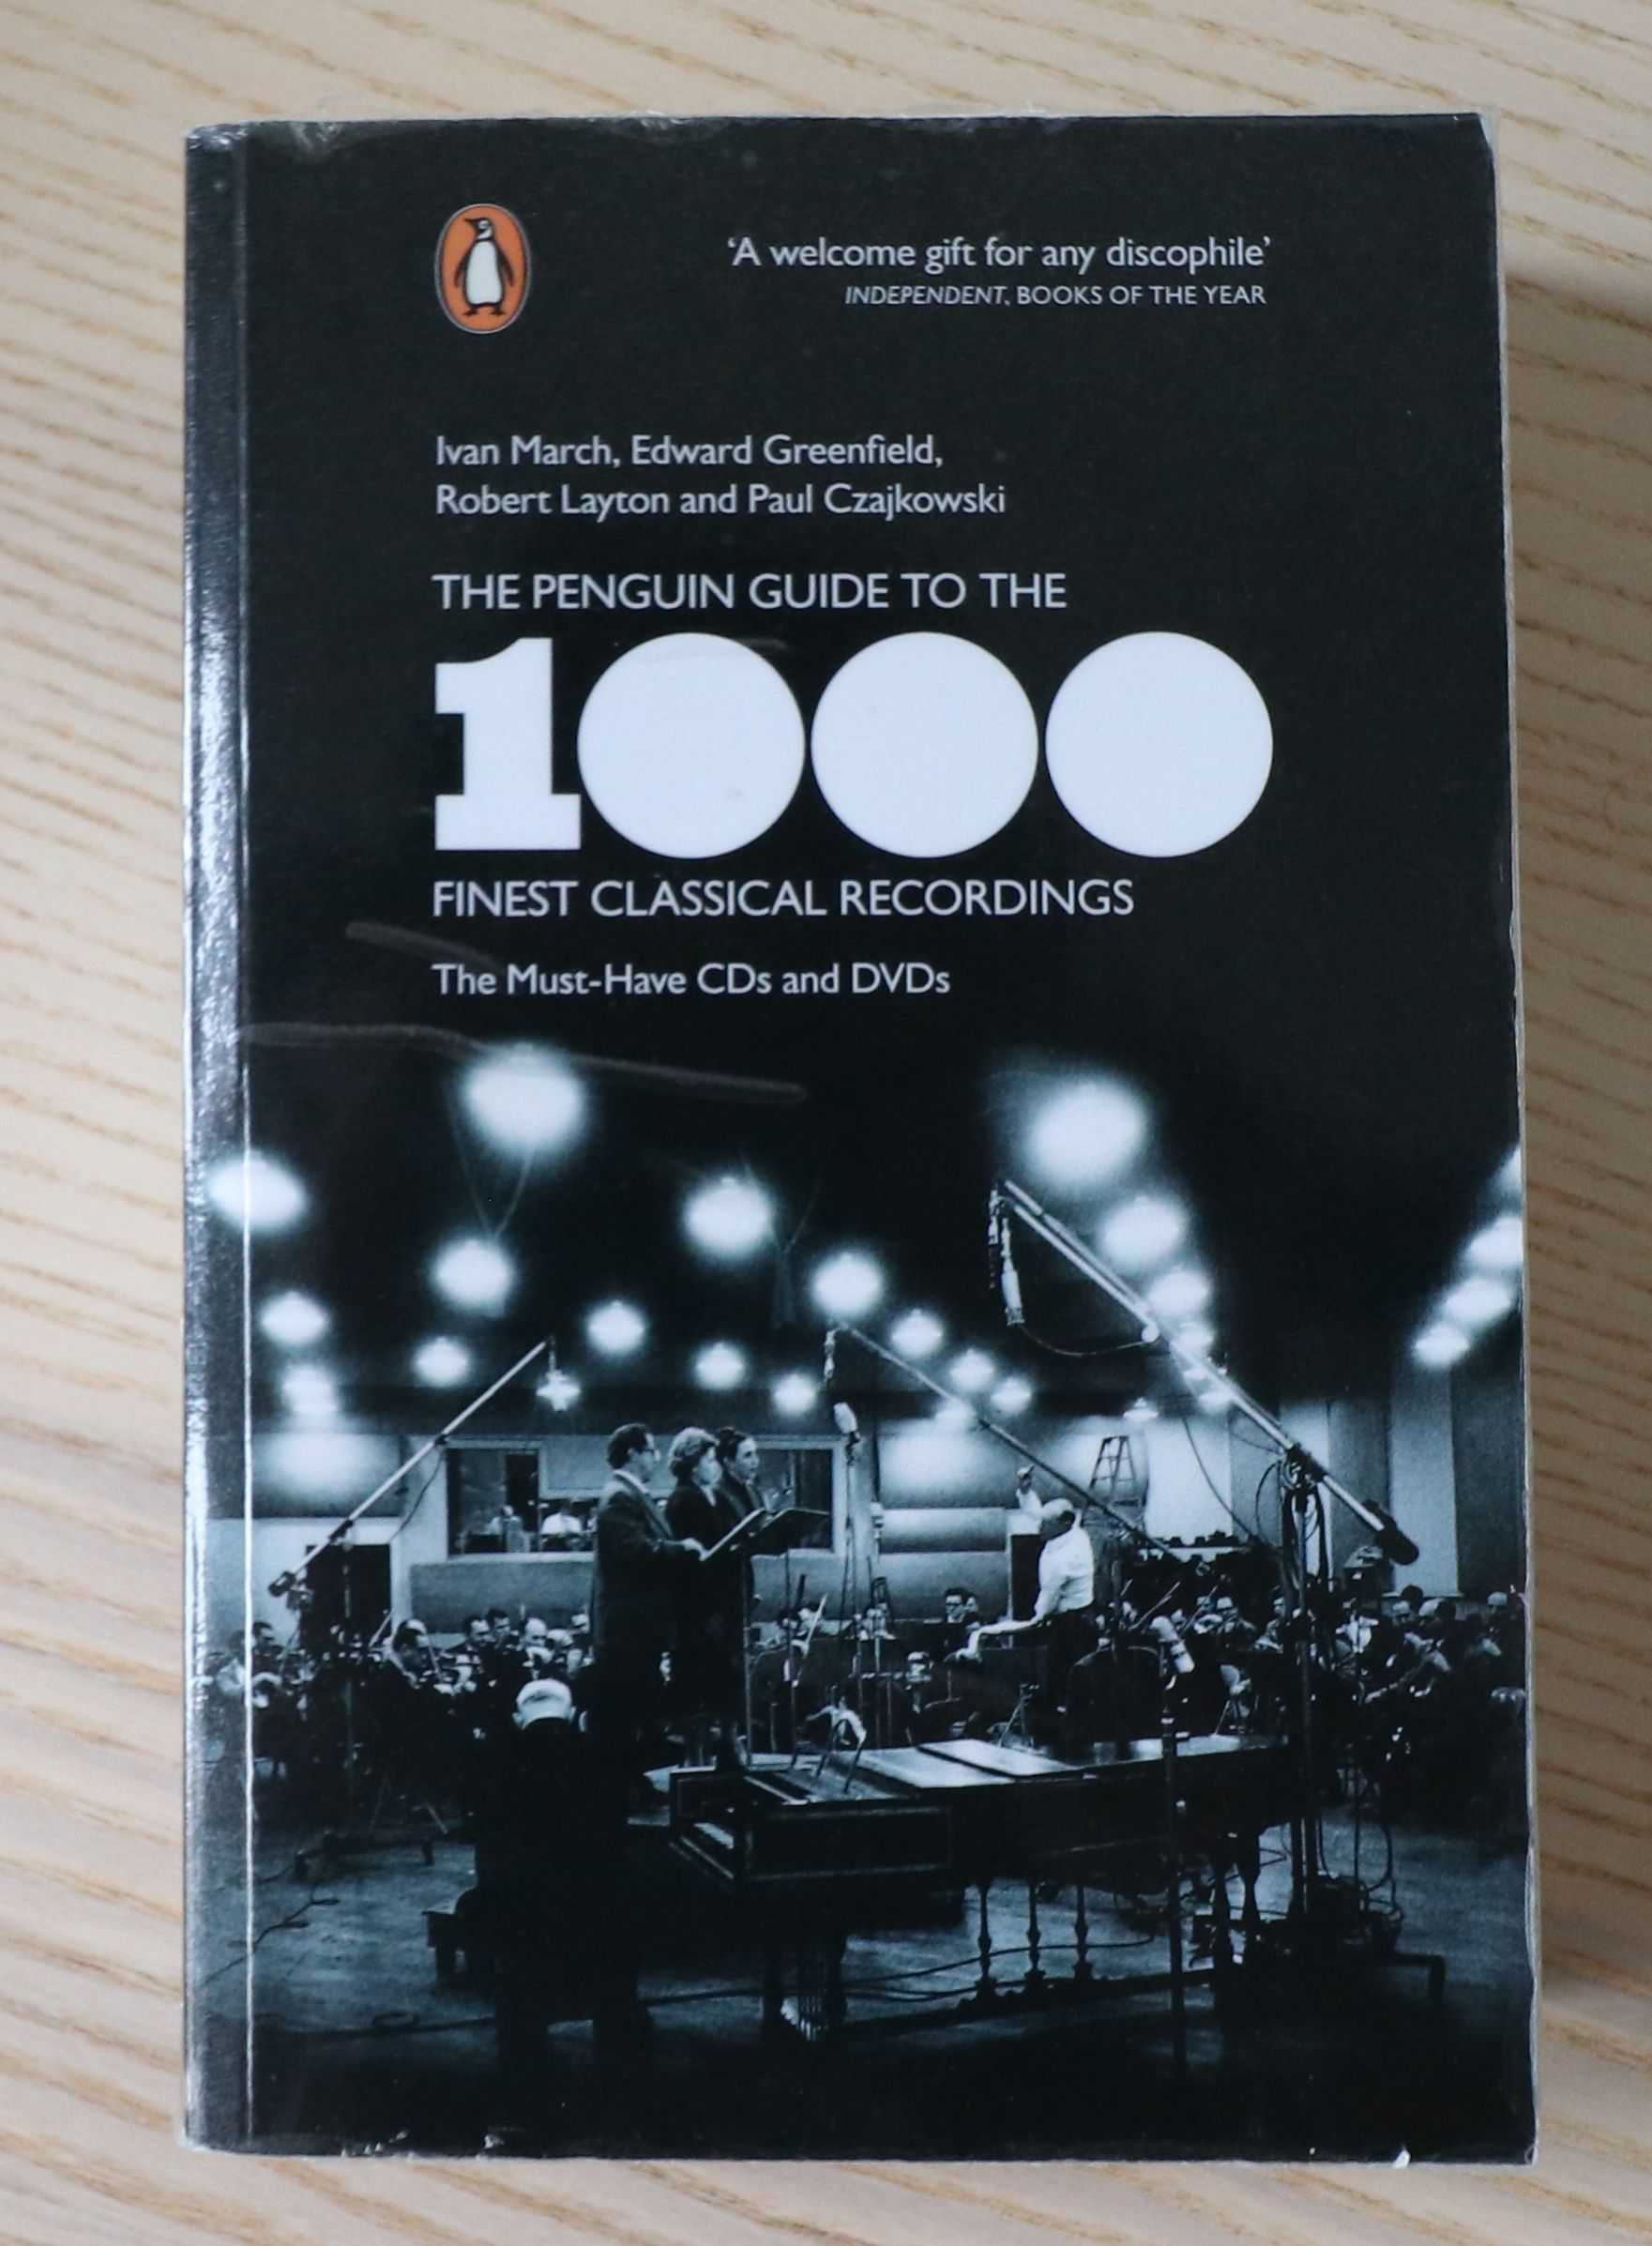 ‘A welcome gift for any discophile’
INDEPENDENT, BOOKS OF THE YEAR
Ivan March, Edward Greenfield,
Robert Layton and Paul Czajkowski
THE PENGUIN GUIDE TO THE
1000
FINEST CLASSICAL RECORDINGS
The Must-Have CDs and DVDs